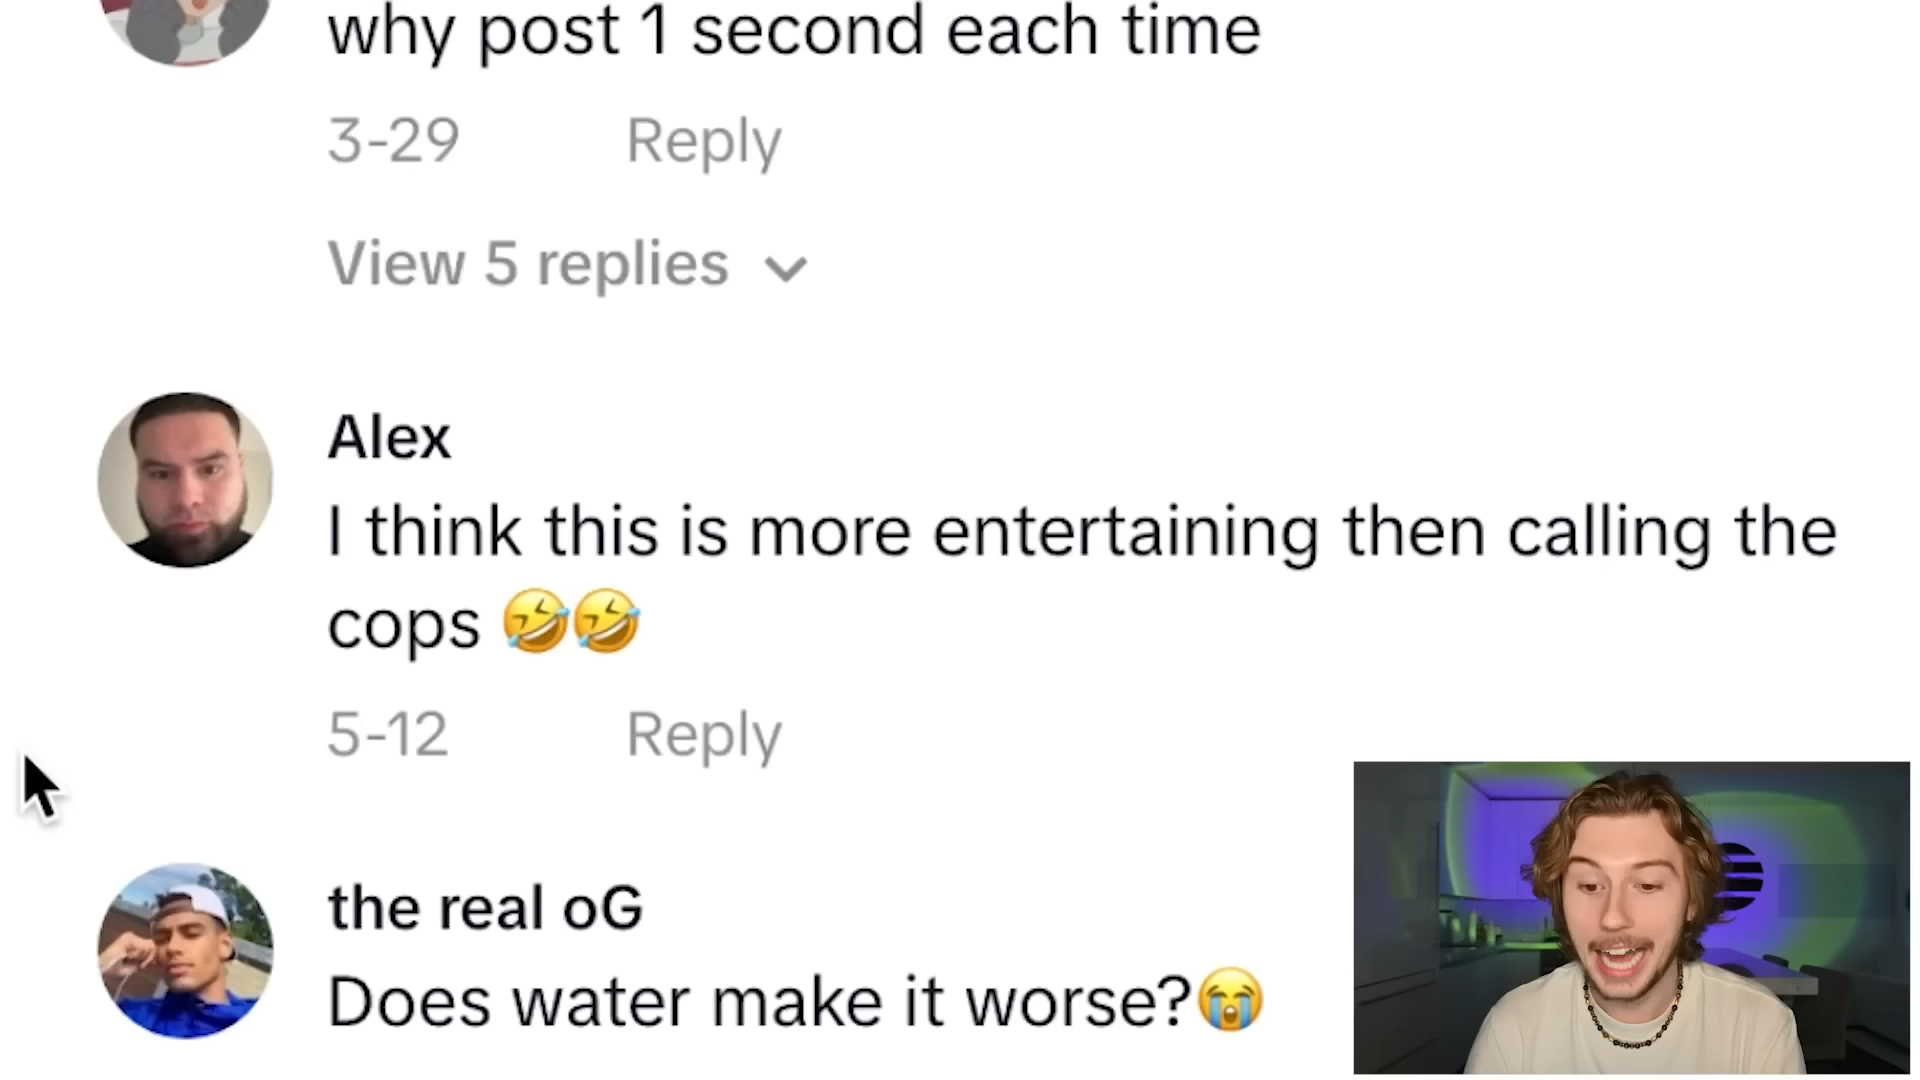 why post 1 second each time
3-29 Reply
View 5 replies
Alex
I think this is more entertaining then calling the
cops 🤣🤣
5-12 Reply
the real oG
Does water make it worse?😭